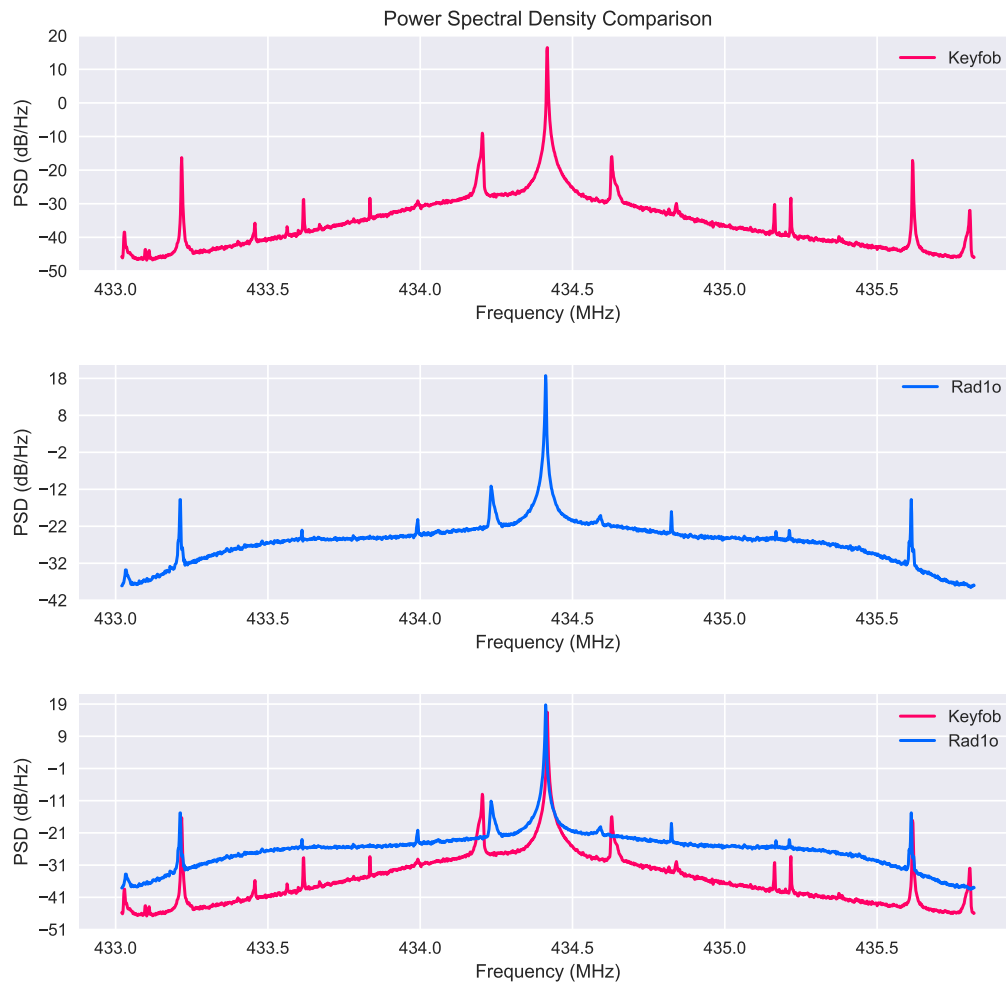 Power Spectral Density Comparison
20
10
0
−10
−20
−30
−40
−50
PSD (dB/Hz)
Keyfob
433.0 433.5 434.0 434.5 435.0 435.5
Frequency (MHz)
18
8
−2
−12
−22
−32
−42
PSD (dB/Hz)
Rad1o
433.0 433.5 434.0 434.5 435.0 435.5
Frequency (MHz)
19
9
−1
−11
−21
−31
−41
−51
PSD (dB/Hz)
Keyfob
Rad1o
433.0 433.5 434.0 434.5 435.0 435.5
Frequency (MHz)